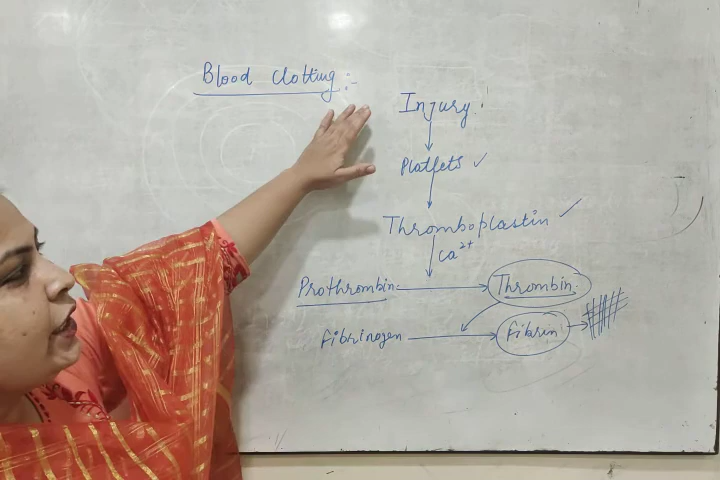 Blood clotting:-
Injury.
Platlets ✓
Thromboplastin ✓
Ca²⁺
Prothrombin. → Thrombin.
fibrinogen → fibrin →